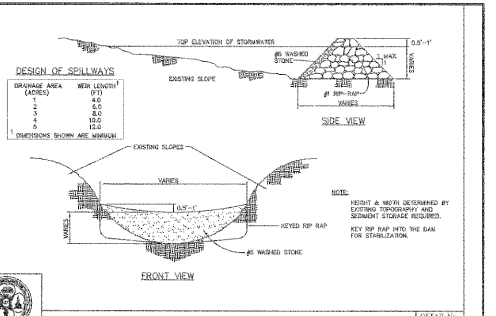 TOP ELEVATION OF STORMWATER
0.5'-1'
#5 WASHED
STONE
1 MAX.
1
VARIES
EXISTING SLOPE
#1 RIP-RAP
VARIES
SIDE VIEW
DESIGN OF SPILLWAYS
DRAINAGE AREA WEIR LENGTH1
(ACRES) (FT)
1 4.0
2 6.0
3 8.0
4 10.0
5 12.0
1 DIMENSIONS SHOWN ARE MINIMUM
EXISTING SLOPES
VARIES
0.5'-1'
VARIES
KEYED RIP RAP
#5 WASHED STONE
FRONT VIEW
NOTE:
HEIGHT & WIDTH DETERMINED BY
EXISTING TOPOGRAPHY AND
SEDIMENT STORAGE REQUIRED.
KEY RIP RAP INTO THE DAM
FOR STABILIZATION.